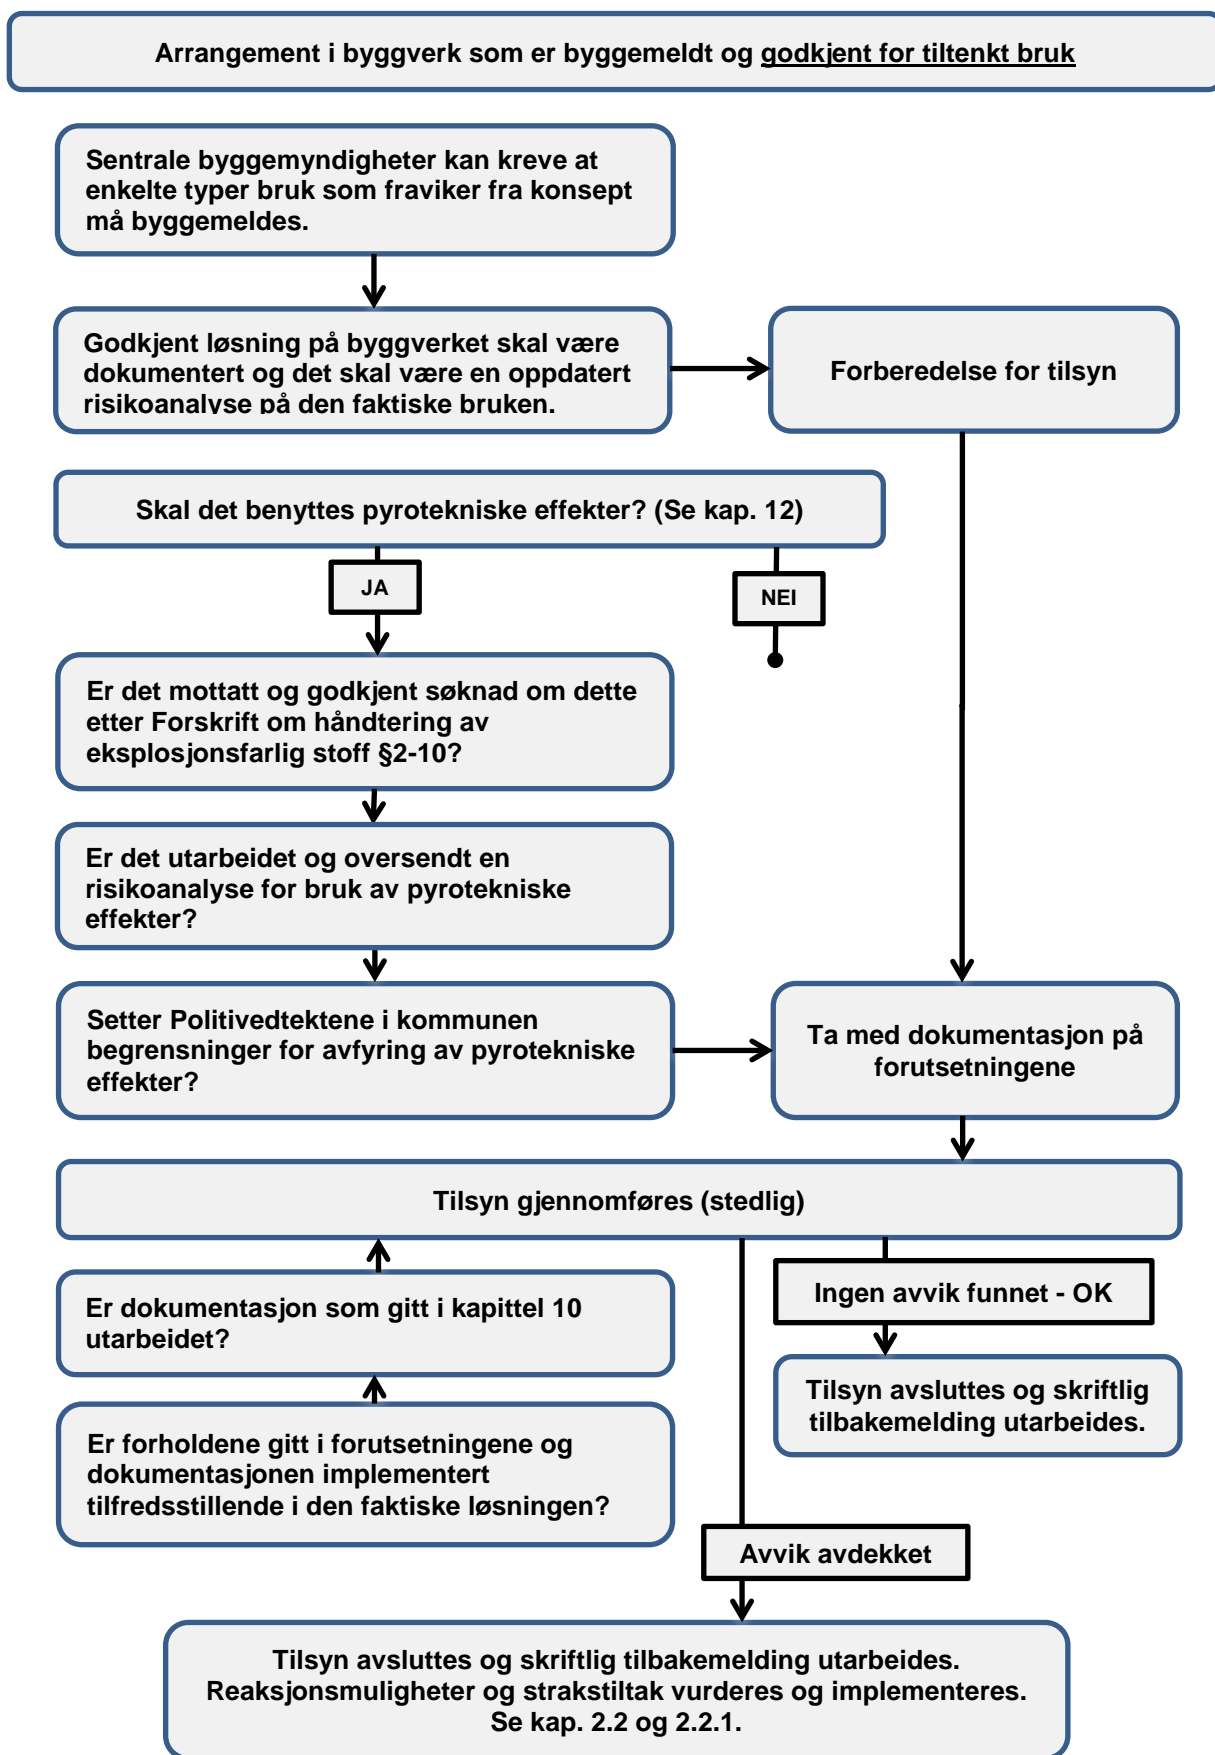 Arrangement i byggverk som er byggemeldt og godkjent for tiltenkt bruk
Sentrale byggemyndigheter kan kreve at
enkelte typer bruk som fraviker fra konsept
må byggemeldes.
Godkjent løsning på byggverket skal være
dokumentert og det skal være en oppdatert
risikoanalyse på den faktiske bruken.
Forberedelse for tilsyn
Skal det benyttes pyrotekniske effekter? (Se kap. 12)
JA
NEI
Er det mottatt og godkjent søknad om dette
etter Forskrift om håndtering av
eksplosjonsfarlig stoff §2-10?
Er det utarbeidet og oversendt en
risikoanalyse for bruk av pyrotekniske
effekter?
Setter Politivedtektene i kommunen
begrensninger for avfyring av pyrotekniske
effekter?
Ta med dokumentasjon på
forutsetningene
Tilsyn gjennomføres (stedlig)
Er dokumentasjon som gitt i kapittel 10
utarbeidet?
Ingen avvik funnet - OK
Tilsyn avsluttes og skriftlig
tilbakemelding utarbeides.
Er forholdene gitt i forutsetningene og
dokumentasjonen implementert
tilfredsstillende i den faktiske løsningen?
Avvik avdekket
Tilsyn avsluttes og skriftlig tilbakemelding utarbeides.
Reaksjonsmuligheter og strakstiltak vurderes og implementeres.
Se kap. 2.2 og 2.2.1.